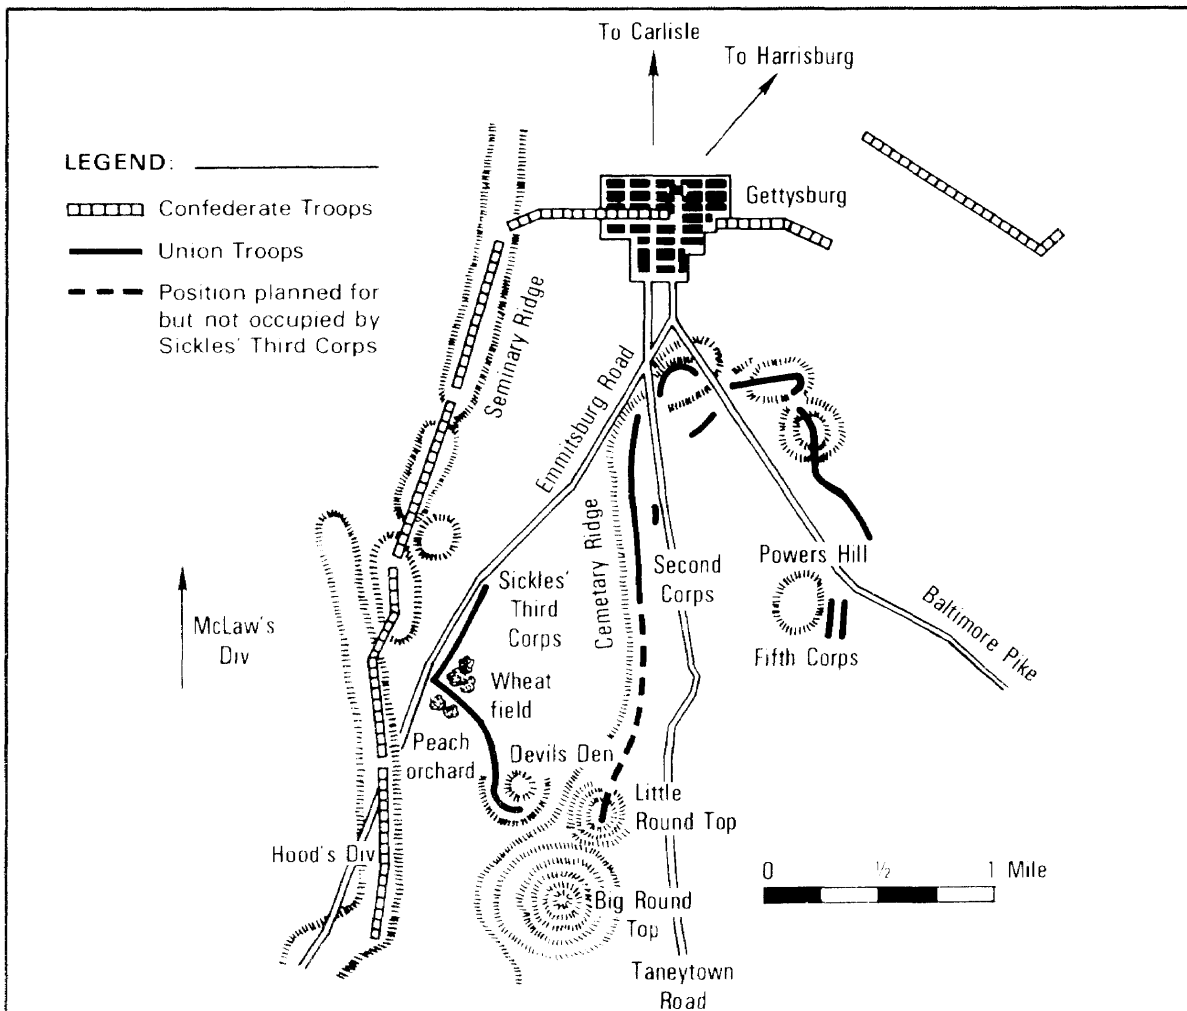 To Carlisle
To Harrisburg
LEGEND:
Confederate Troops
Union Troops
Position planned for
but not occupied by
Sickles' Third Corps
Gettysburg
Seminary Ridge
Emmitsburg Road
Cemetary Ridge
Second
Corps
Powers Hill
Fifth Corps
Baltimore Pike
McLaw's
Div
Sickles'
Third
Corps
Wheat
field
Peach
orchard
Devils Den
Little
Round Top
Hood's Div
Big Round
Top
Taneytown
Road
0 ½ 1 Mile